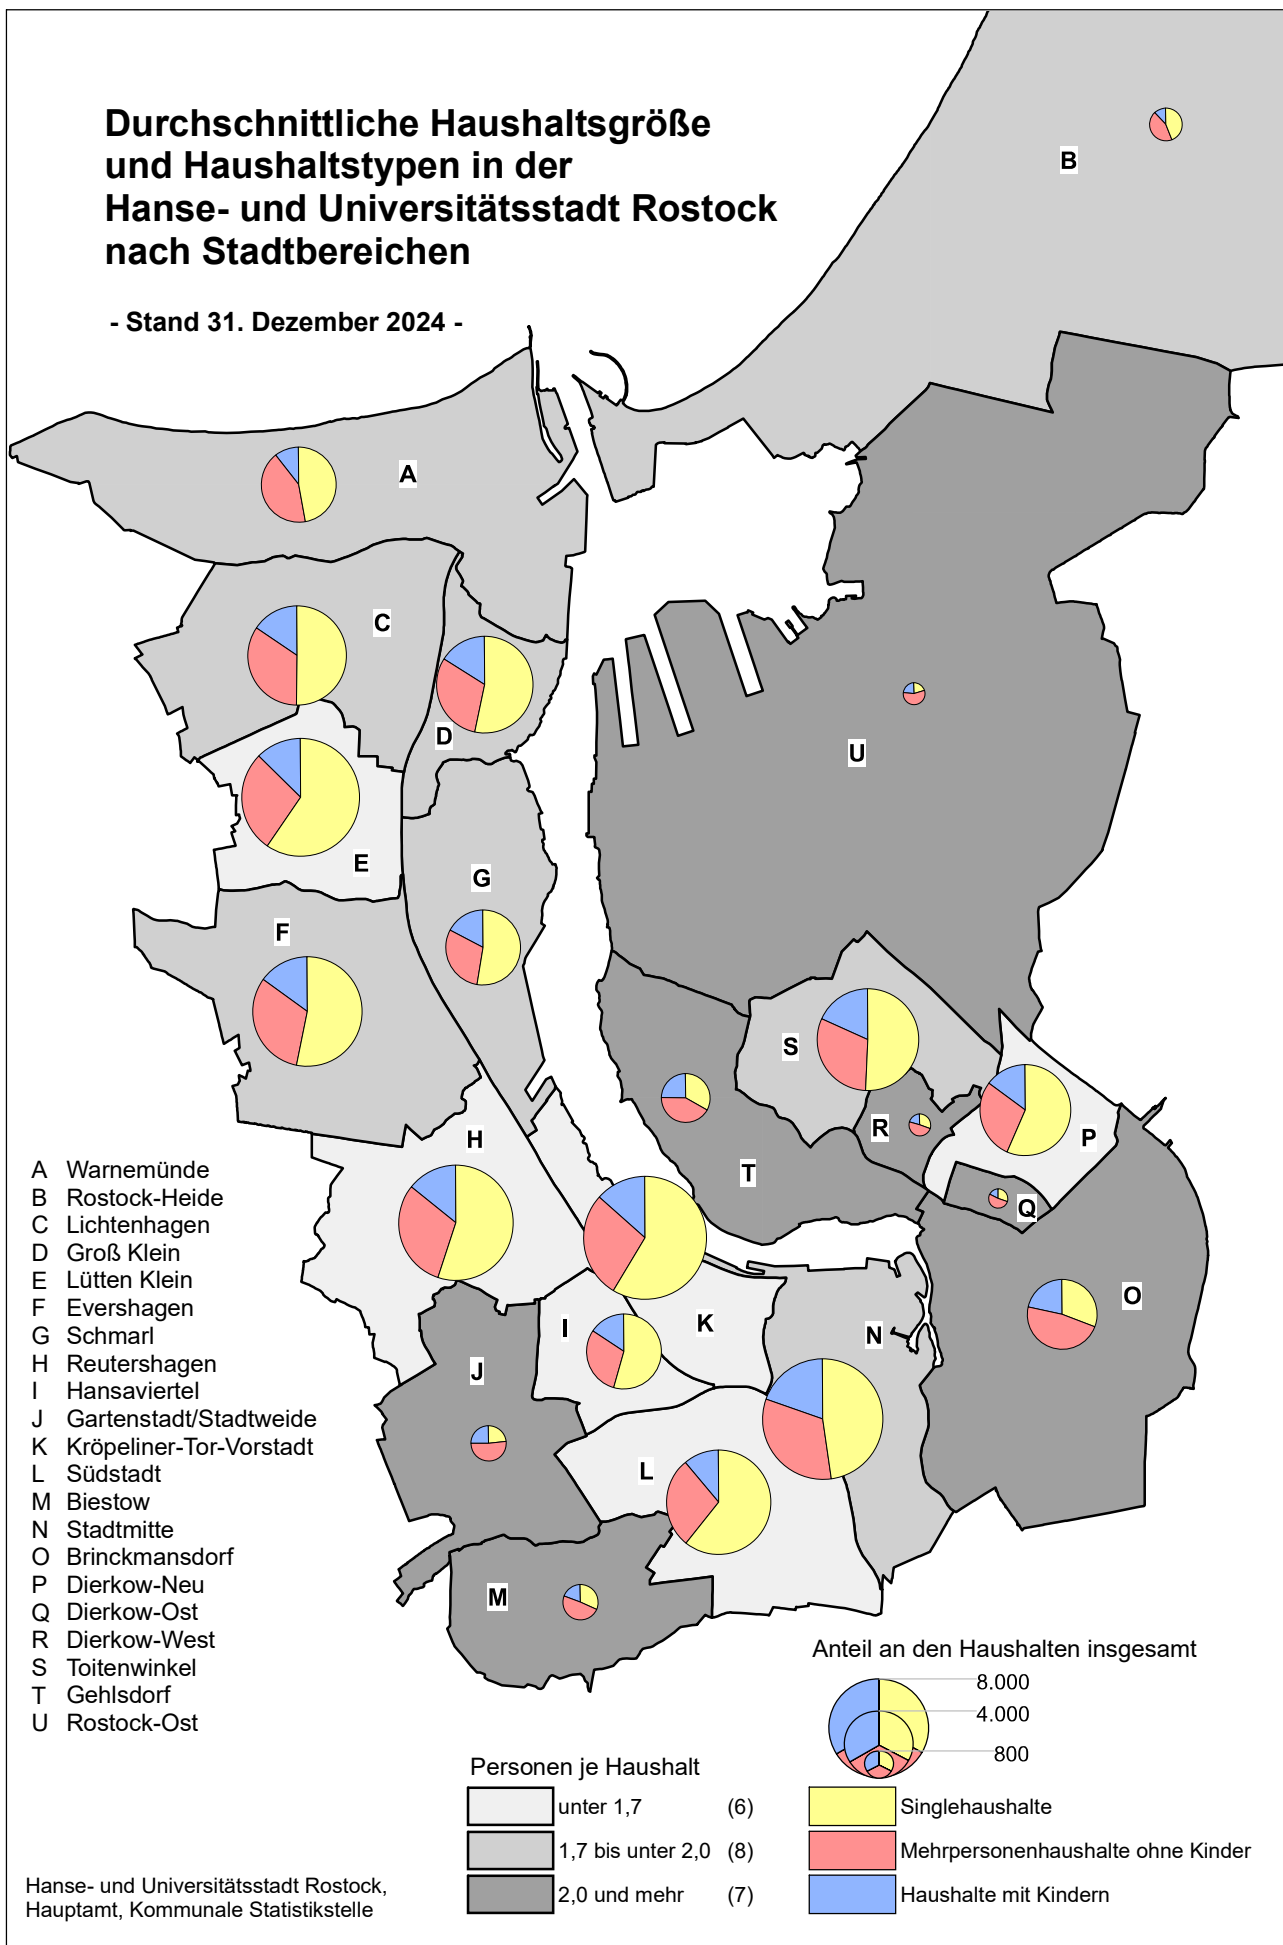 Durchschnittliche Haushaltsgröße
und Haushaltstypen in der
Hanse- und Universitätsstadt Rostock
nach Stadtbereichen
- Stand 31. Dezember 2024 -
B
A
C
D
U
E
G
F
S
H
R
P
T
Q
O
I
K
N
J
L
M
A Warnemünde
B Rostock-Heide
C Lichtenhagen
D Groß Klein
E Lütten Klein
F Evershagen
G Schmarl
H Reutershagen
I Hansaviertel
J Gartenstadt/Stadtweide
K Kröpeliner-Tor-Vorstadt
L Südstadt
M Biestow
N Stadtmitte
O Brinckmansdorf
P Dierkow-Neu
Q Dierkow-Ost
R Dierkow-West
S Toitenwinkel
T Gehlsdorf
U Rostock-Ost
Anteil an den Haushalten insgesamt
8.000
4.000
800
Singlehaushalte
Mehrpersonenhaushalte ohne Kinder
Haushalte mit Kindern
Personen je Haushalt
unter 1,7 (6)
1,7 bis unter 2,0 (8)
2,0 und mehr (7)
Hanse- und Universitätsstadt Rostock,
Hauptamt, Kommunale Statistikstelle